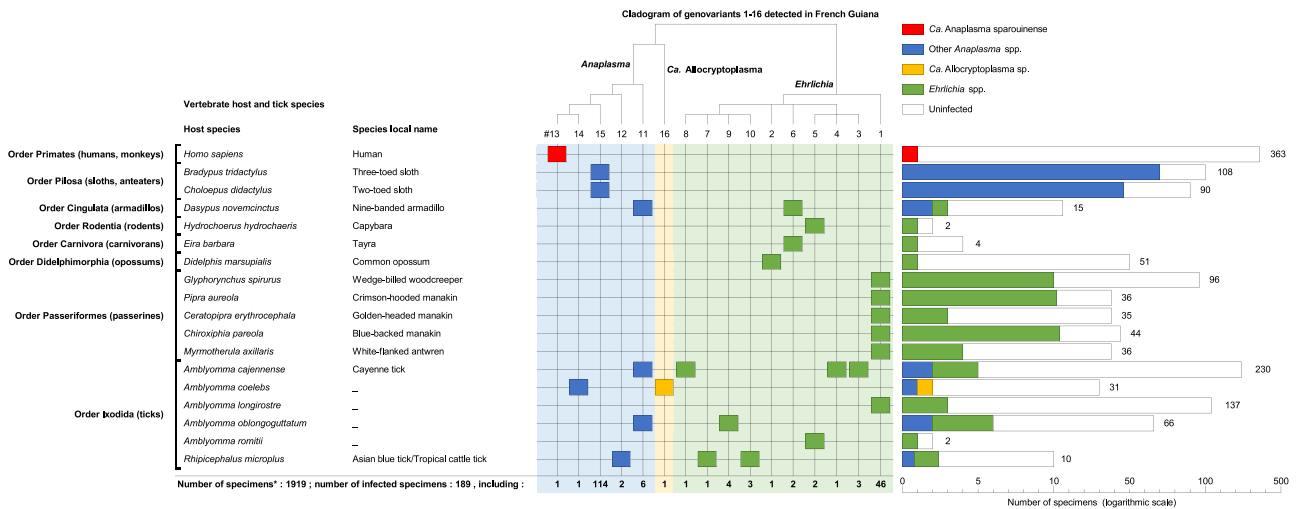 Cladogram of genovariants 1-16 detected in French Guiana
Anaplasma
Ca. Allocryptoplasma
Ehrlichia
Ca. Anaplasma sparouinense
Other Anaplasma spp.
Ca. Allocryptoplasma sp.
Ehrlichia spp.
Uninfected
Vertebrate host and tick species
Host species Species local name #13 14 15 12 11 16 8 7 9 10 2 6 5 4 3 1
Order Primates (humans, monkeys) Homo sapiens Human 363
Order Pilosa (sloths, anteaters) Bradypus tridactylus Three-toed sloth 108
Choloepus didactylus Two-toed sloth 90
Order Cingulata (armadillos) Dasypus novemcinctus Nine-banded armadillo 15
Order Rodentia (rodents) Hydrochoerus hydrochaeris Capybara 2
Order Carnivora (carnivorans) Eira barbara Tayra 4
Order Didelphimorphia (opossums) Didelphis marsupialis Common opossum 51
Order Passeriformes (passerines) Glyphorynchus spirurus Wedge-billed woodcreeper 96
Pipra aureola Crimson-hooded manakin 36
Ceratopipra erythrocephala Golden-headed manakin 35
Chiroxiphia pareola Blue-backed manakin 44
Myrmotherula axillaris White-flanked antwren 36
Order Ixodida (ticks) Amblyomma cajennense Cayenne tick 230
Amblyomma coelebs _ 31
Amblyomma longirostre _ 137
Amblyomma oblongoguttatum _ 66
Amblyomma romitii _ 2
Rhipicephalus microplus Asian blue tick/Tropical cattle tick 10
Number of specimens* : 1919 ; number of infected specimens : 189 , including : 1 1 114 2 6 1 1 1 4 3 1 2 2 1 3 46
0 5 10 50 100 500
Number of specimens (logarithmic scale)